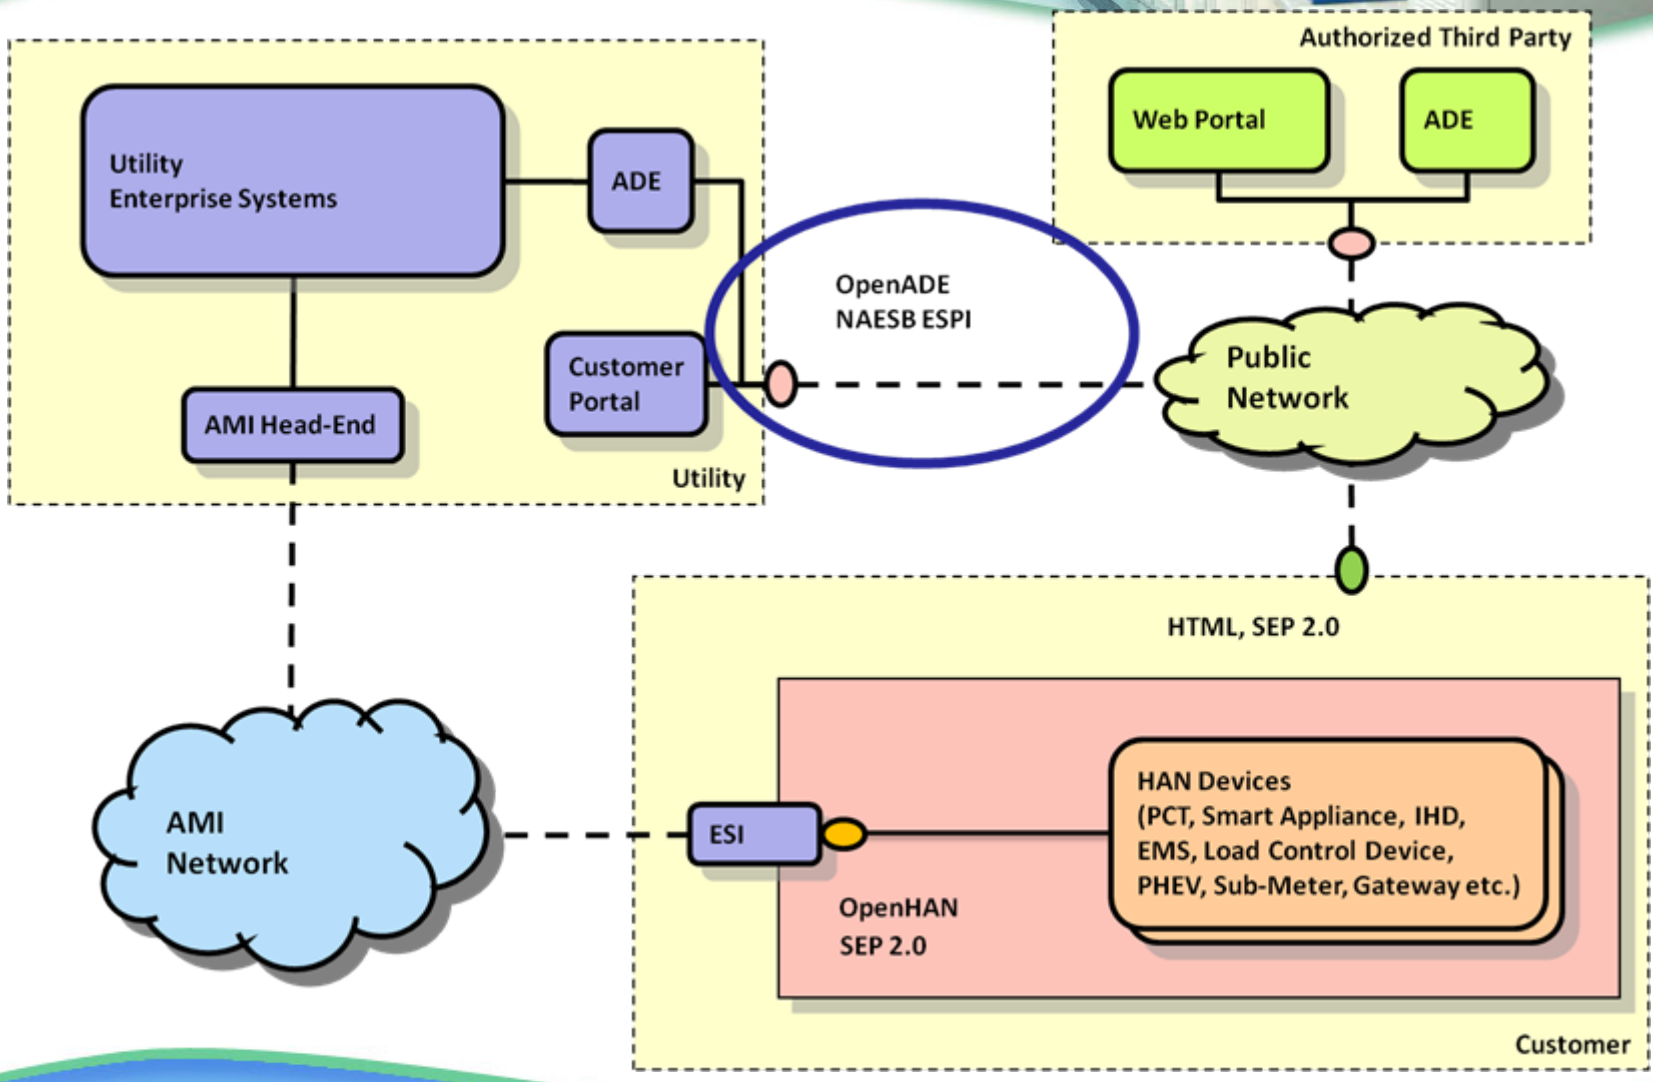 Authorized Third Party
Web Portal
ADE
Utility
Enterprise Systems
ADE
OpenADE
NAESB ESPI
Customer
Portal
Public
Network
AMI Head-End
Utility
HTML, SEP 2.0
AMI
Network
ESI
HAN Devices
(PCT, Smart Appliance, IHD,
EMS, Load Control Device,
PHEV, Sub-Meter, Gateway etc.)
OpenHAN
SEP 2.0
Customer